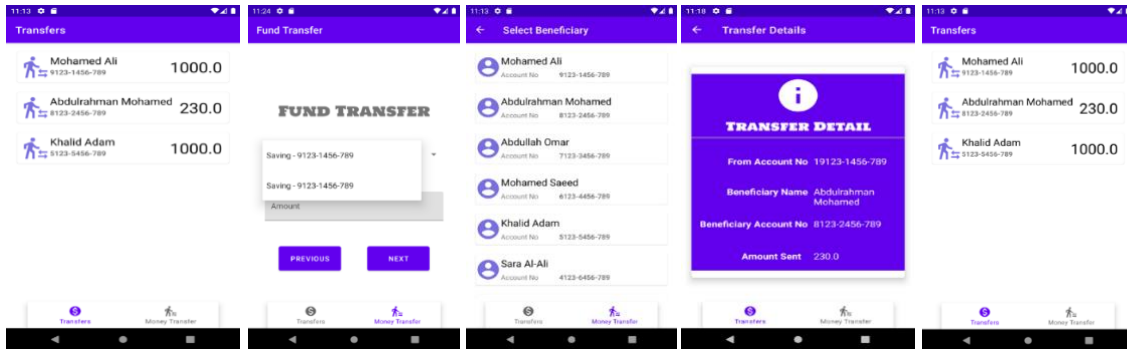 11:13
Transfers
Mohamed Ali
9123-1456-789
1000.0
Abdulrahman Mohamed
8123-2456-789
230.0
Khalid Adam
5123-5456-789
1000.0
Transfers
Money Transfer
11:24
Fund Transfer
FUND TRANSFER
Saving - 9123-1456-789
Saving - 9123-1456-789
Amount
PREVIOUS
NEXT
Transfers
Money Transfer
11:13
Select Beneficiary
Mohamed Ali
Account No 9123-1456-789
Abdulrahman Mohamed
Account No 8123-2456-789
Abdullah Omar
Account No 7123-3456-789
Mohamed Saeed
Account No 6123-4456-789
Khalid Adam
Account No 5123-5456-789
Sara Al-Ali
Account No 4123-6456-789
Transfers
Money Transfer
11:18
Transfer Details
TRANSFER DETAIL
From Account No 19123-1456-789
Beneficiary Name Abdulrahman
Mohamed
Beneficiary Account No 8123-2456-789
Amount Sent 230.0
Transfers
Money Transfer
11:13
Transfers
Mohamed Ali
9123-1456-789
1000.0
Abdulrahman Mohamed
8123-2456-789
230.0
Khalid Adam
5123-5456-789
1000.0
Transfers
Money Transfer